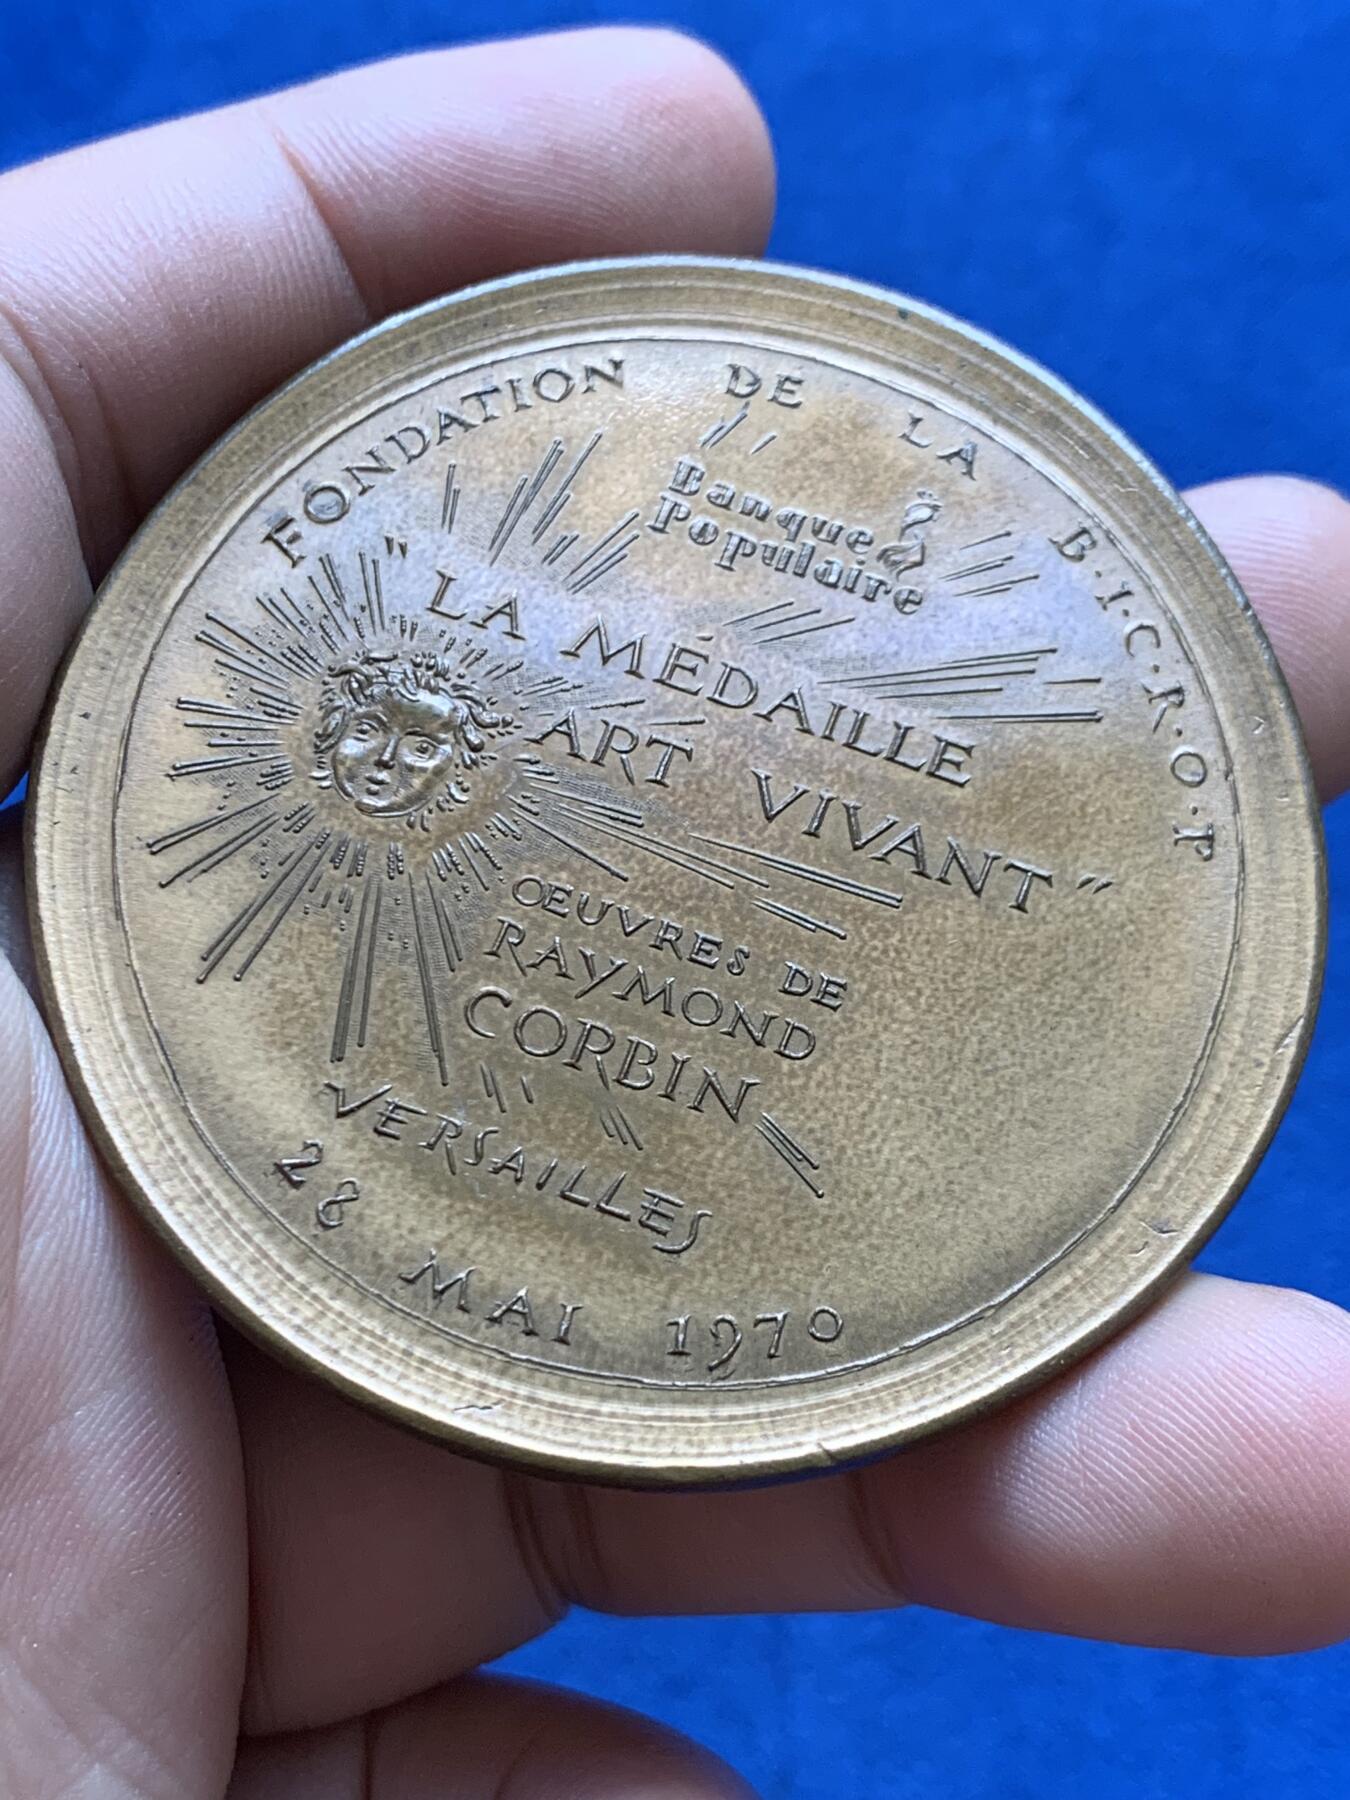 FONDATION DE LA B.I.C.R.O.P
Banque
Populaire
"LA MÉDAILLE
ART VIVANT"
ŒUVRES DE
RAYMOND
CORBIN
VERSAILLES
28 MAI 1970